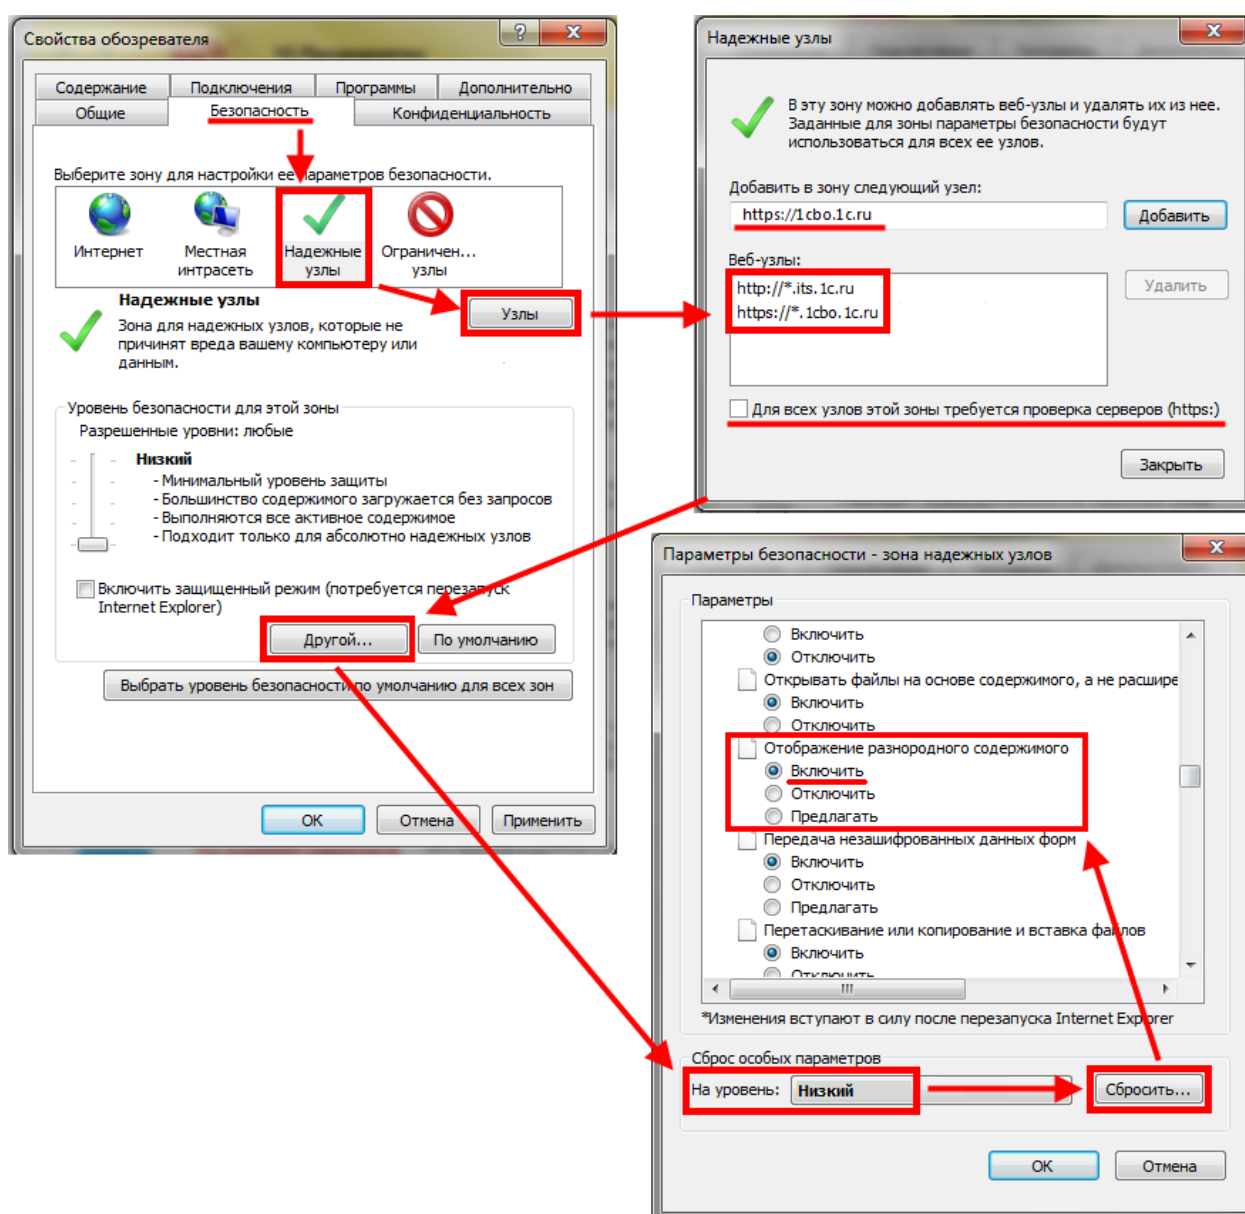 Свойства обозревателя
Содержание
Подключения
Программы
Дополнительно
Общие
Безопасность
Конфиденциальность
Выберите зону для настройки ее параметров безопасности.
Интернет
Местная
интрасеть
Надежные
узлы
Ограничен...
узлы
Надежные узлы
Узлы
Зона для надежных узлов, которые не
причинят вреда вашему компьютеру или
данным.
Уровень безопасности для этой зоны
Разрешенные уровни: любые
Низкий
- Минимальный уровень защиты
- Большинство содержимого загружается без запросов
- Выполняются все активное содержимое
- Подходит только для абсолютно надежных узлов
Включить защищенный режим (потребуется перезапуск
Internet Explorer)
Другой...
По умолчанию
Выбрать уровень безопасности по умолчанию для всех зон
ОК
Отмена
Применить
Надежные узлы
В эту зону можно добавлять веб-узлы и удалять их из нее.
Заданные для зоны параметры безопасности будут
использоваться для всех ее узлов.
Добавить в зону следующий узел:
https://1cbo.1c.ru
Добавить
Веб-узлы:
http://*.its.1c.ru
https://*.1cbo.1c.ru
Удалить
Для всех узлов этой зоны требуется проверка серверов (https:)
Закрыть
Параметры безопасности - зона надежных узлов
Параметры
Включить
Отключить
Открывать файлы на основе содержимого, а не расшире
Включить
Отключить
Отображение разнородного содержимого
Включить
Отключить
Предлагать
Передача незашифрованных данных форм
Включить
Отключить
Предлагать
Перетаскивание или копирование и вставка файлов
Включить
Отключить
*Изменения вступают в силу после перезапуска Internet Explorer
Сброс особых параметров
На уровень:
Низкий
Сбросить...
ОК
Отмена